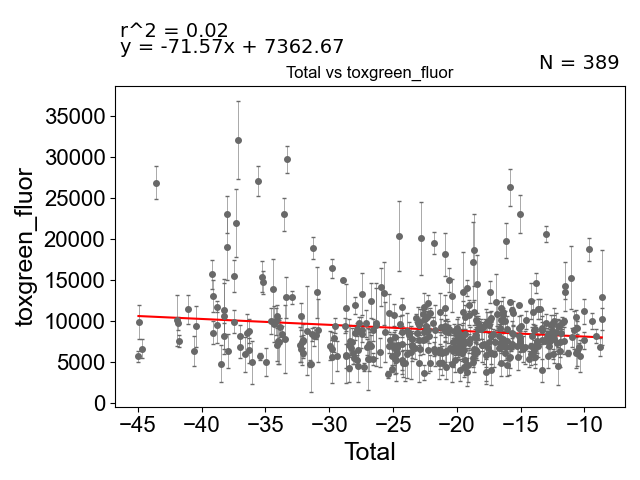 r^2 = 0.02
y = -71.57x + 7362.67
N = 389
Total vs toxgreen_fluor
35000
30000
25000
20000
15000
10000
5000
0
toxgreen_fluor
−45 −40 −35 −30 −25 −20 −15 −10
Total